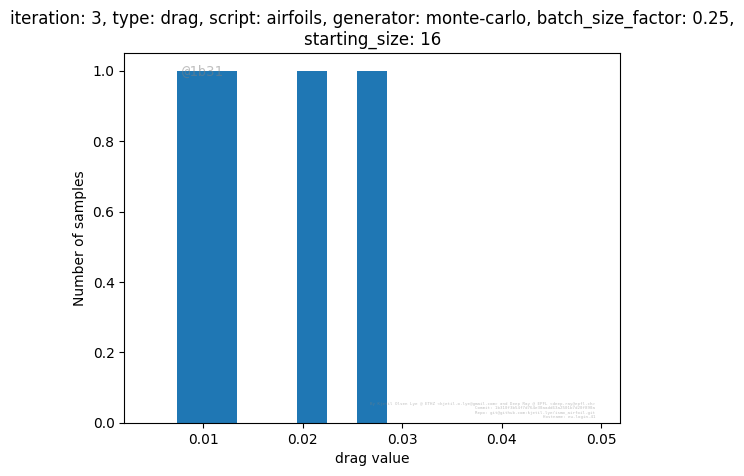 iteration: 3, type: drag, script: airfoils, generator: monte-carlo, batch_size_factor: 0.25,
starting_size: 16
@1b31
1.0
0.8
0.6
0.4
0.2
0.0
Number of samples
0.01
0.02
0.03
0.04
0.05
drag value